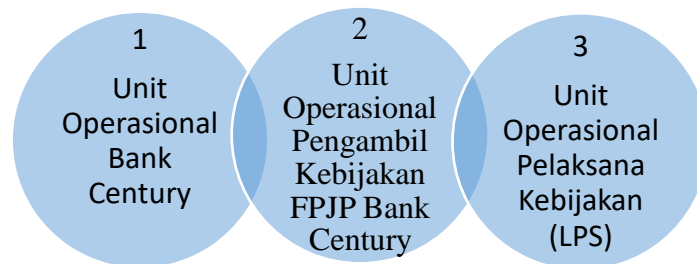 1
Unit
Operasional
Bank
Century
2
Unit
Operasional
Pengambil
Kebijakan
FPJP Bank
Century
3
Unit
Operasional
Pelaksana
Kebijakan
(LPS)